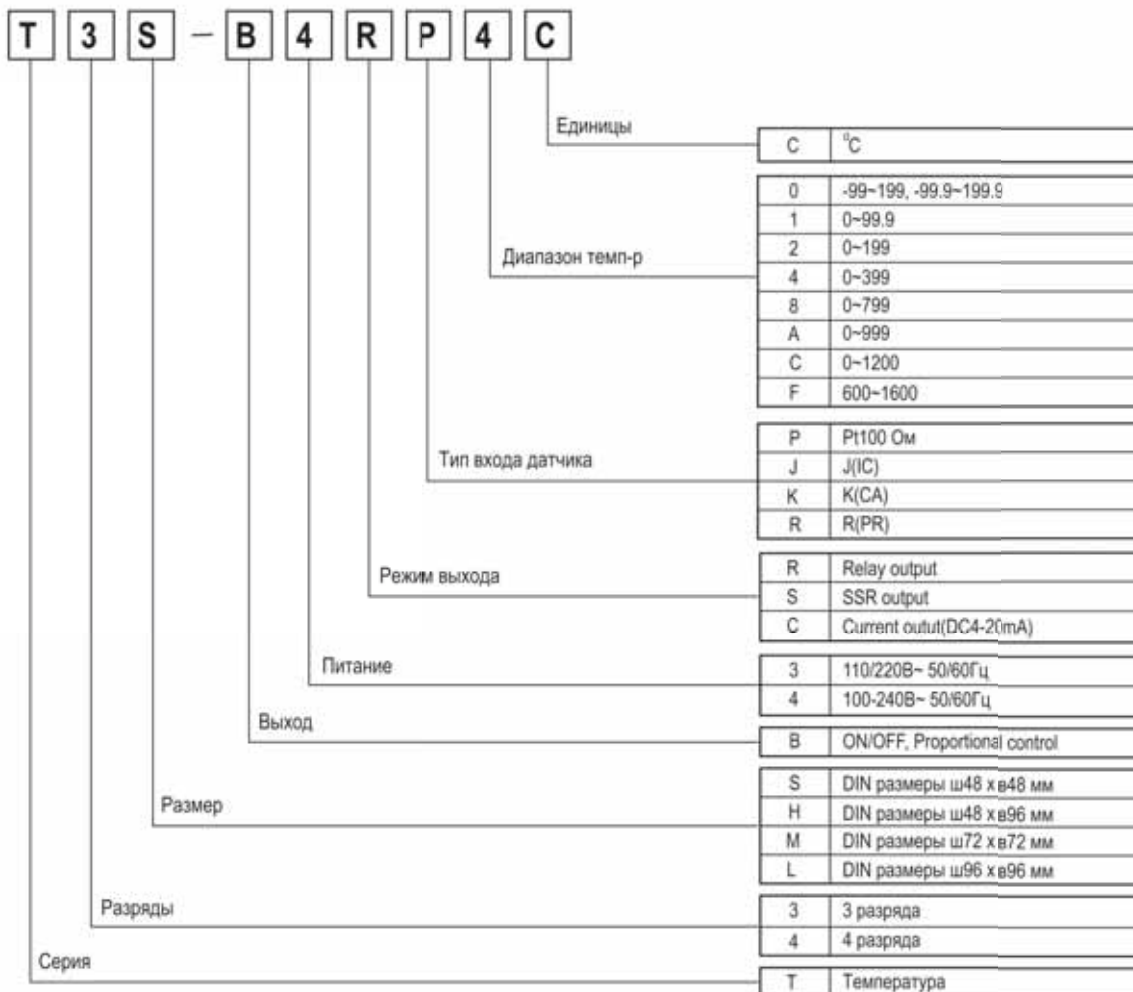 T 3 S – B 4 R P 4 C
Единицы
C °C
0 -99~199, -99.9~199.9
1 0~99.9
2 0~199
Диапазон темп-р
4 0~399
8 0~799
A 0~999
C 0~1200
F 600~1600
P Pt100 Ом
Тип входа датчика
J J(IC)
K K(CA)
R R(PR)
R Relay output
Режим выхода
S SSR output
C Current outut(DC4-20mA)
Питание
3 110/220В~ 50/60Гц
4 100-240В~ 50/60Гц
Выход
B ON/OFF, Proportional control
S DIN размеры ш48 х в48 мм
Размер
H DIN размеры ш48 х в96 мм
M DIN размеры ш72 х в72 мм
L DIN размеры ш96 х в96 мм
Разряды
3 3 разряда
4 4 разряда
Серия
T Температура